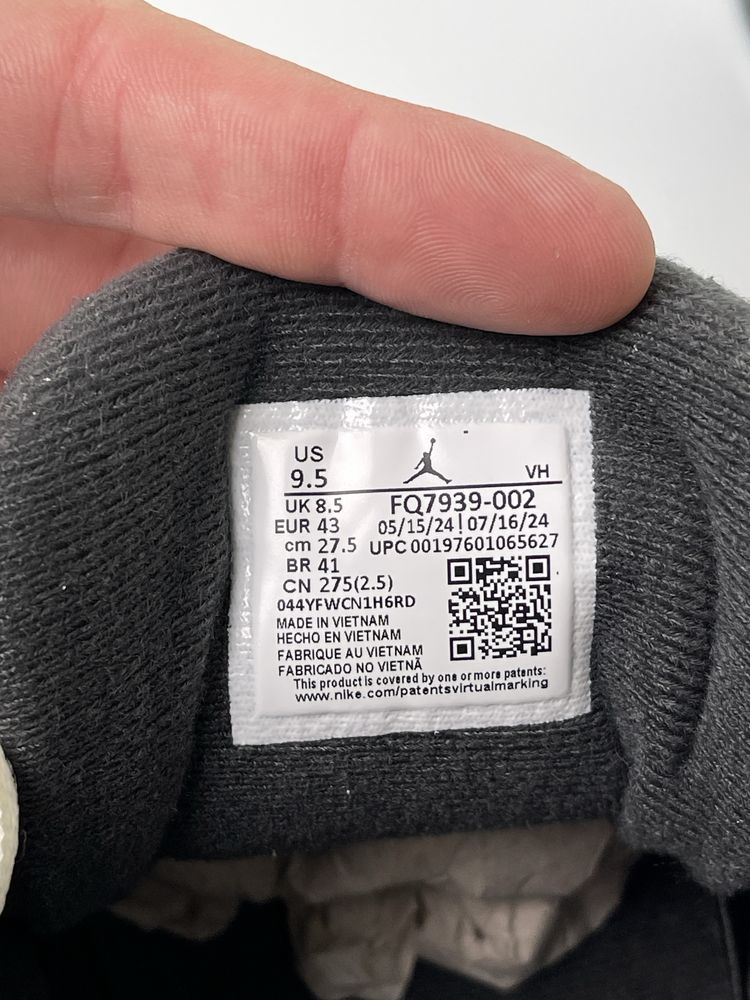 US
9.5
VH
UK 8.5 FQ7939-002
EUR 43 05/15/24|07/16/24
cm 27.5 UPC 00197601065627
BR 41
CN 275(2.5)
044YFWCN1H6RD
MADE IN VIETNAM
HECHO EN VIETNAM
FABRIQUE AU VIETNAM
FABRICADO NO VIETNÃ
This product is covered by one or more patents:
www.nike.com/patentsvirtualmarking